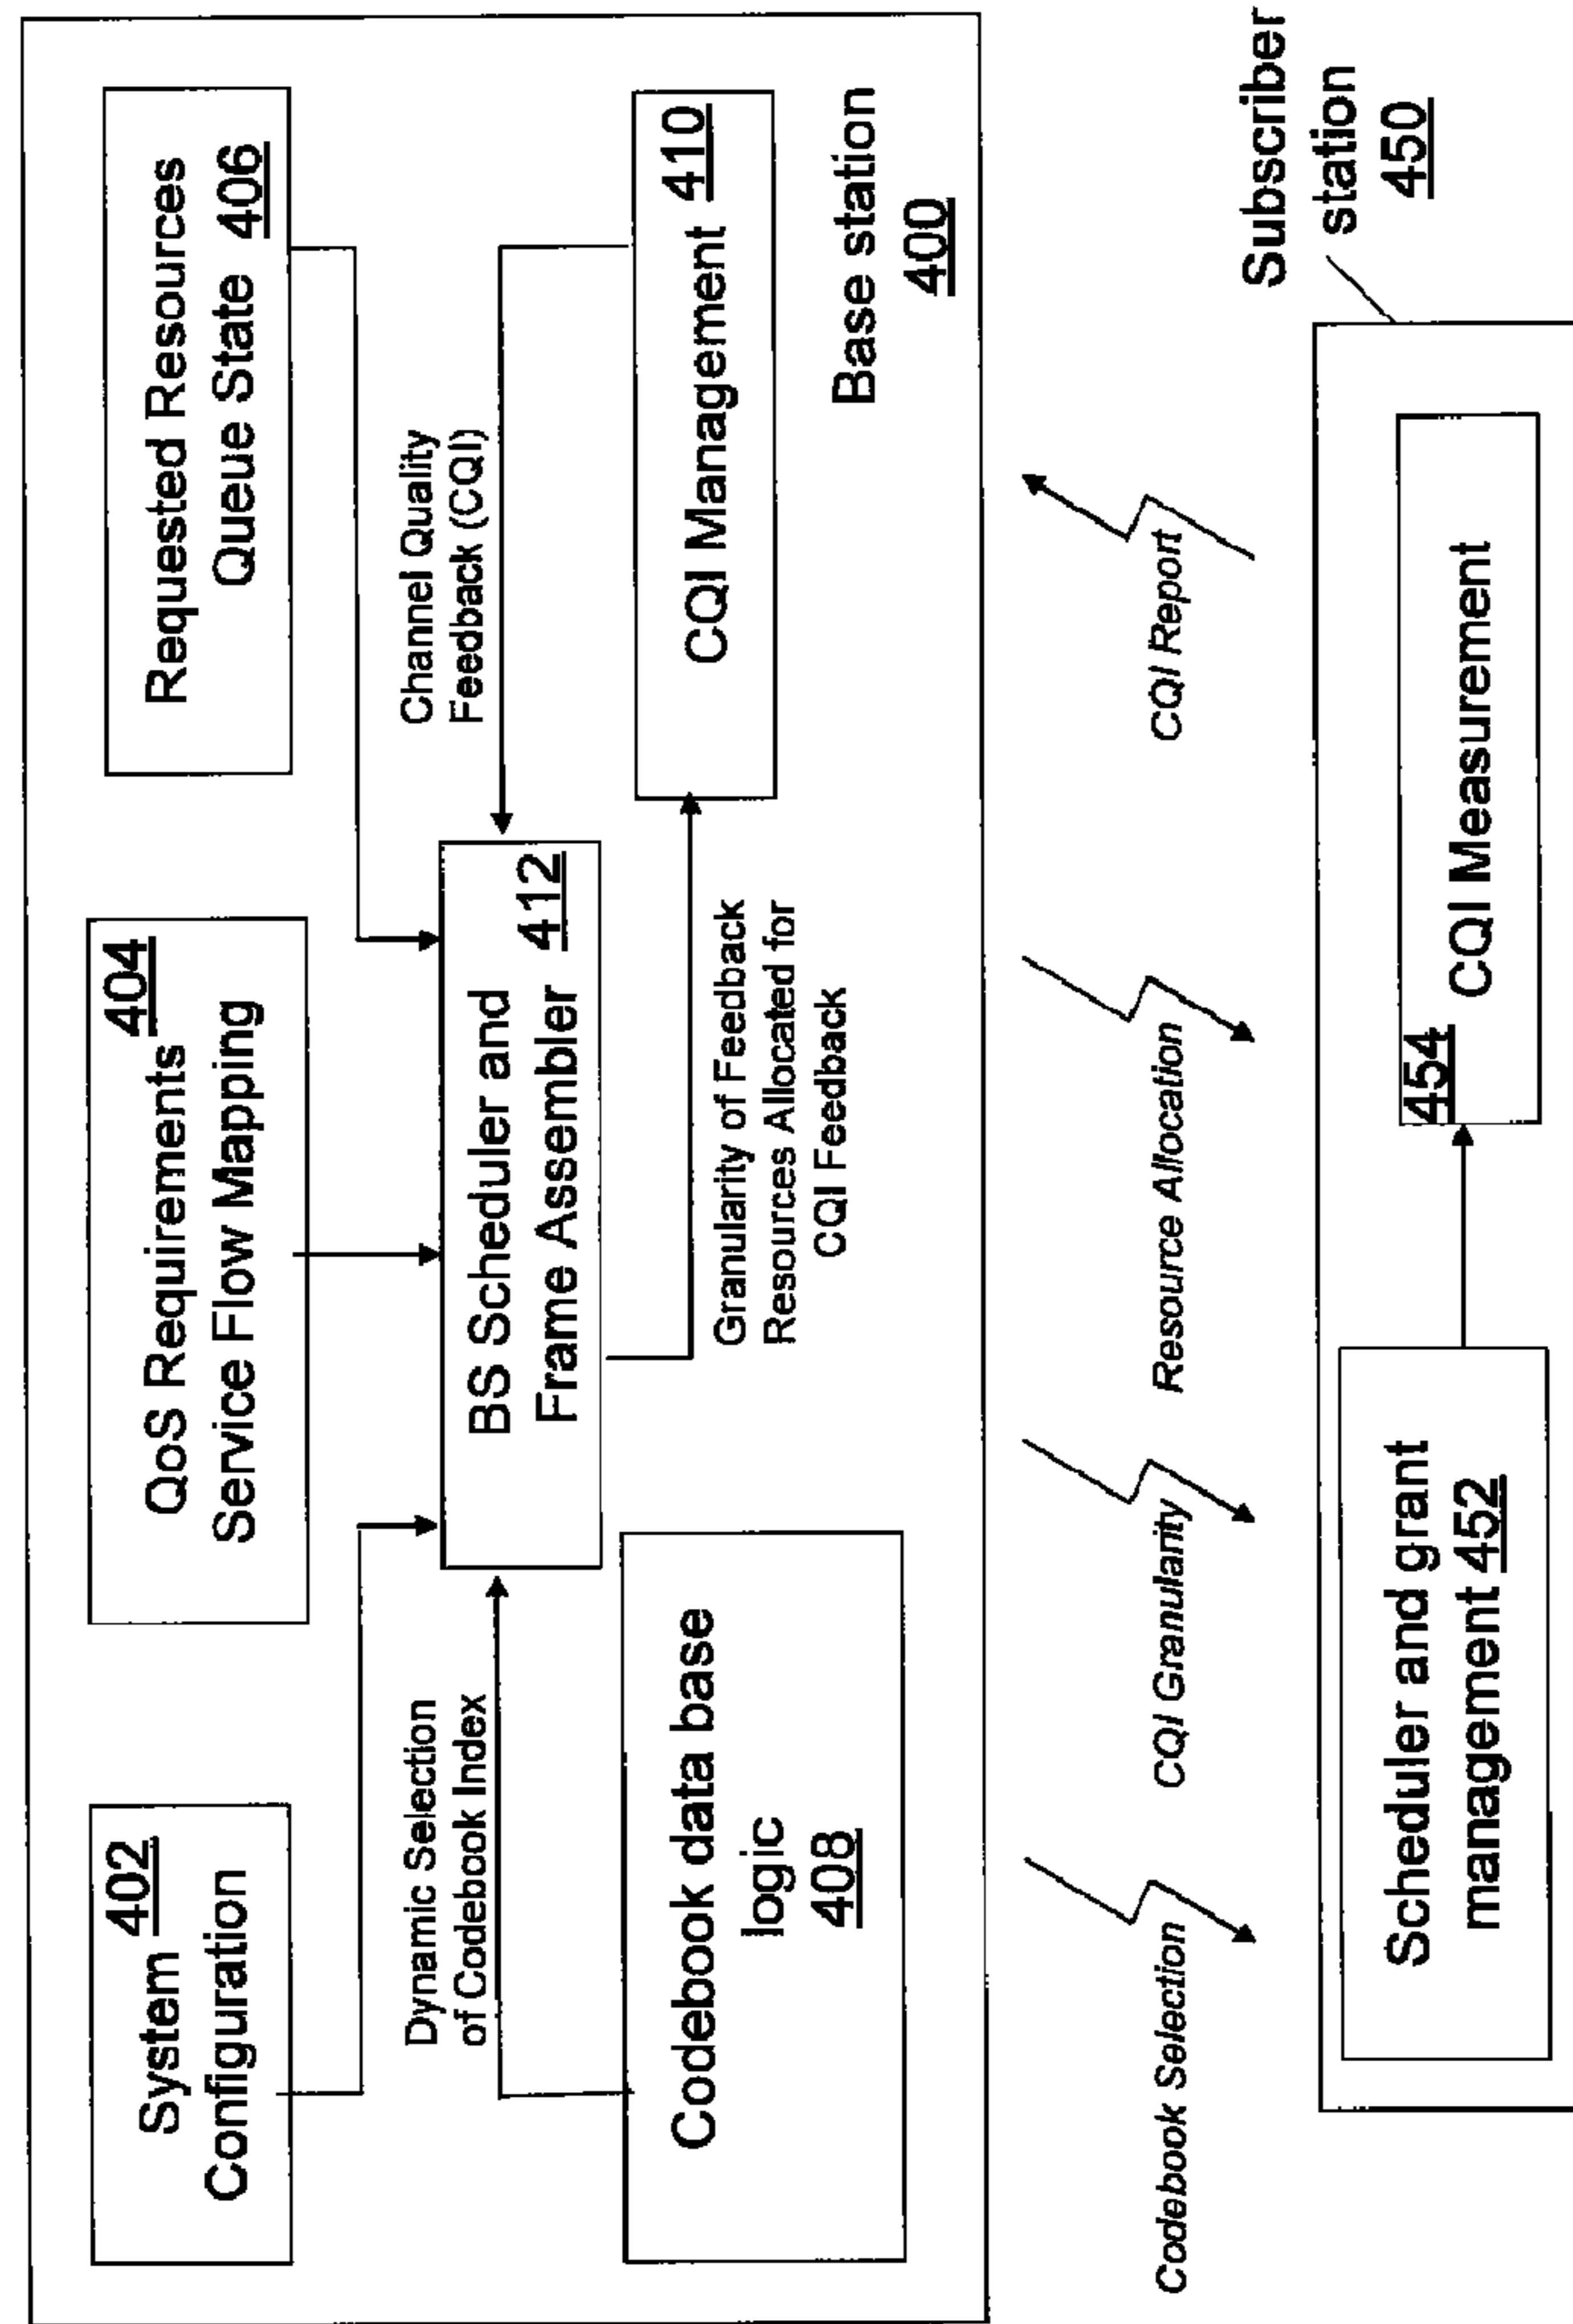 System 402
Configuration
404
QoS Requirements
Service Flow Mapping
Requested Resources
Queue State 406
Dynamic Selection
of Codebook Index
Channel Quality
Feedback (CQI)
BS Scheduler and
Frame Assembler 412
Codebook data base
logic
408
Granularity of Feedback
Resources Allocated for
CQI Feedback
CQI Management 410
Base station
400
Codebook Selection
CQI Granularity
Resource Allocation
CQI Report
Subscriber
station
450
Scheduler and grant
management 452
454
CQI Measurement